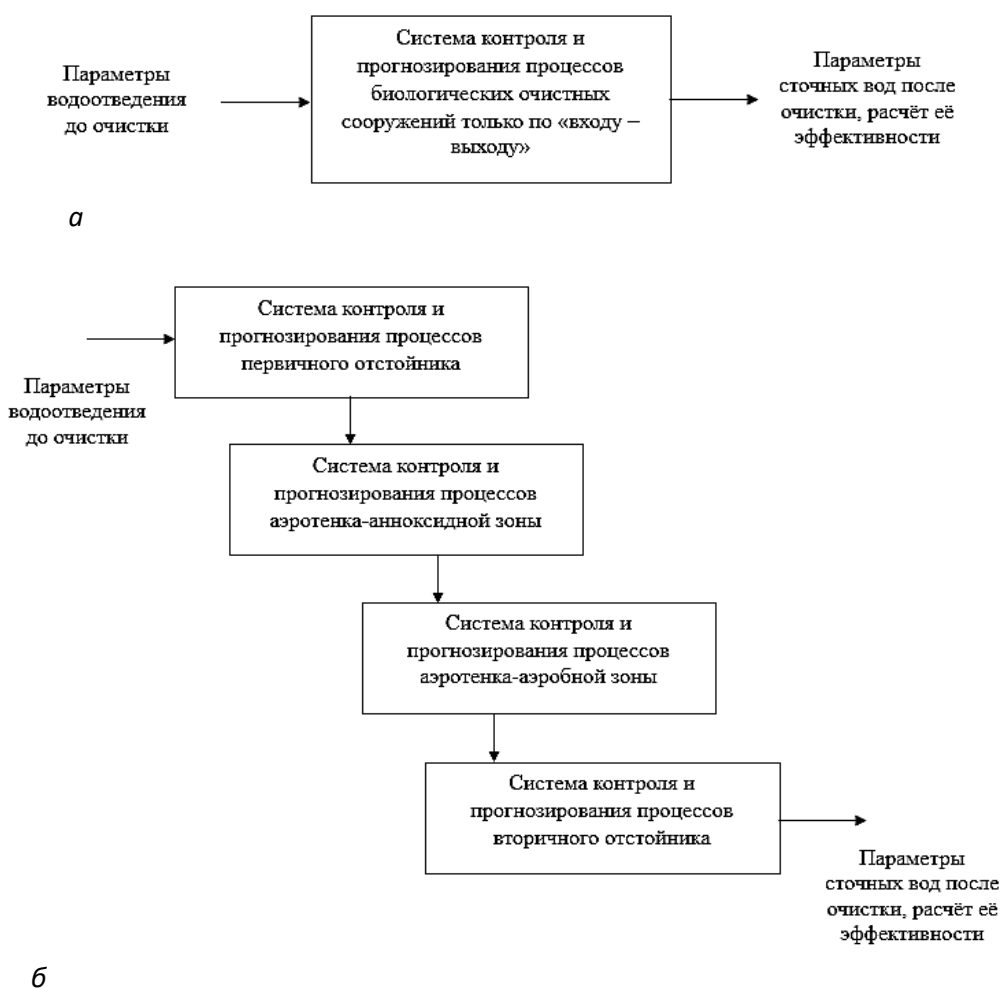 Параметры
водоотведения
до очистки
Система контроля и
прогнозирования процессов
биологических очистных
сооружений только по «входу –
выходу»
Параметры
сточных вод после
очистки, расчёт её
эффективности
а
Система контроля и
прогнозирования процессов
первичного отстойника
Параметры
водоотведения
до очистки
Система контроля и
прогнозирования процессов
аэротенка-анноксидной зоны
Система контроля и
прогнозирования процессов
аэротенка-аэробной зоны
Система контроля и
прогнозирования процессов
вторичного отстойника
Параметры
сточных вод после
очистки, расчёт её
эффективности
б